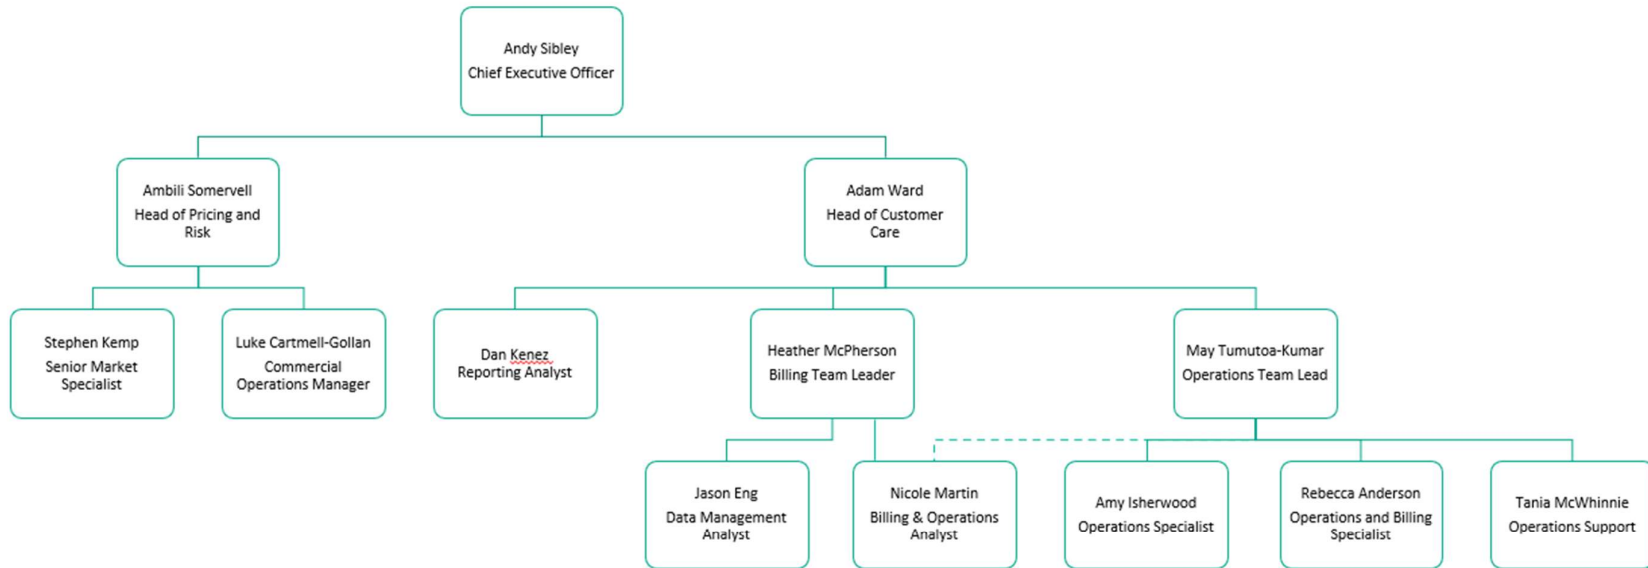 Andy Sibley
Chief Executive Officer
Ambili Somervell
Head of Pricing and
Risk
Adam Ward
Head of Customer
Care
Stephen Kemp
Senior Market
Specialist
Luke Cartmell-Gollan
Commercial
Operations Manager
Dan Kenez
Reporting Analyst
Heather McPherson
Billing Team Leader
May Tumutoa-Kumar
Operations Team Lead
Jason Eng
Data Management
Analyst
Nicole Martin
Billing & Operations
Analyst
Amy Isherwood
Operations Specialist
Rebecca Anderson
Operations and Billing
Specialist
Tania McWhinnie
Operations Support